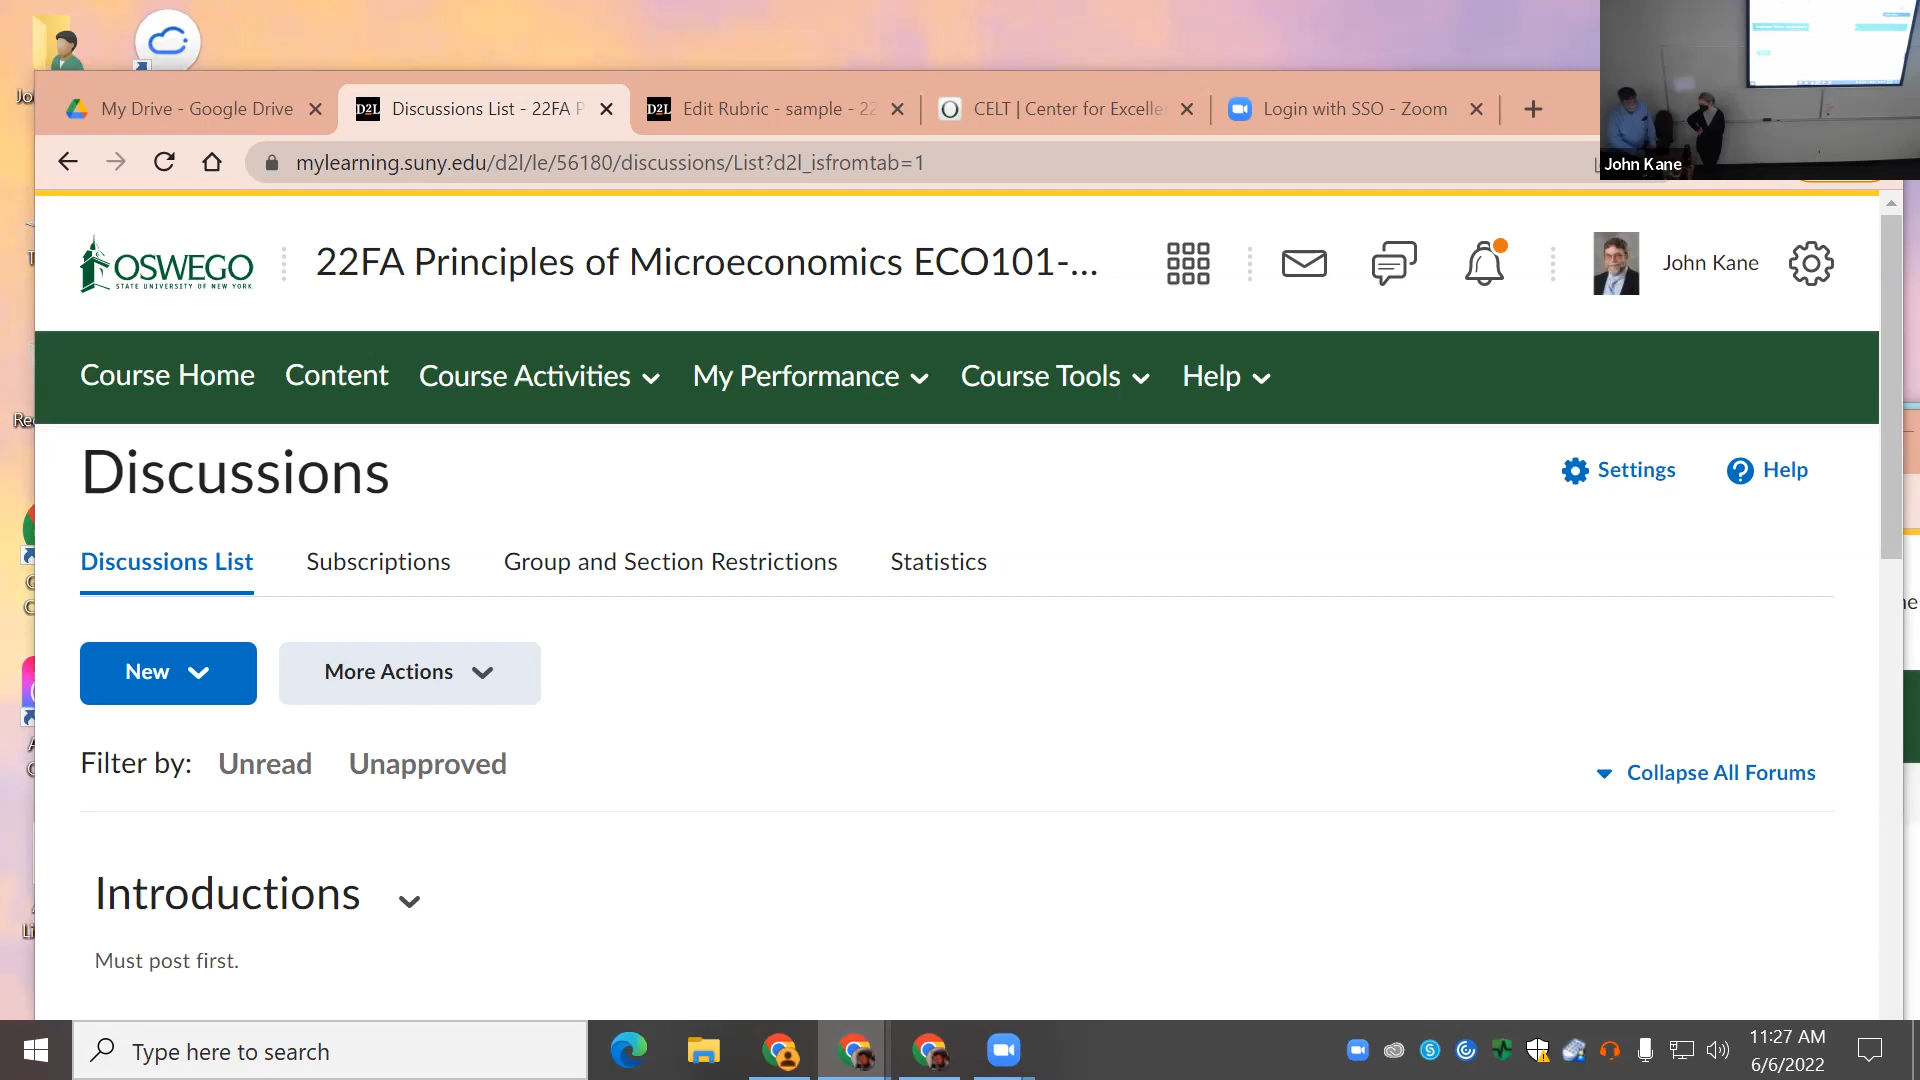 My Drive - Google Drive
D2L Discussions List - 22FA P
D2L Edit Rubric - sample - 22
CELT | Center for Excelle
Login with SSO - Zoom
mylearning.suny.edu/d2l/le/56180/discussions/List?d2l_isfromtab=1
John Kane
OSWEGO
STATE UNIVERSITY OF NEW YORK
22FA Principles of Microeconomics ECO101-...
John Kane
Course Home Content Course Activities My Performance Course Tools Help
Discussions
Settings Help
Discussions List Subscriptions Group and Section Restrictions Statistics
New More Actions
Filter by: Unread Unapproved
Collapse All Forums
Introductions
Must post first.
Type here to search
11:27 AM
6/6/2022